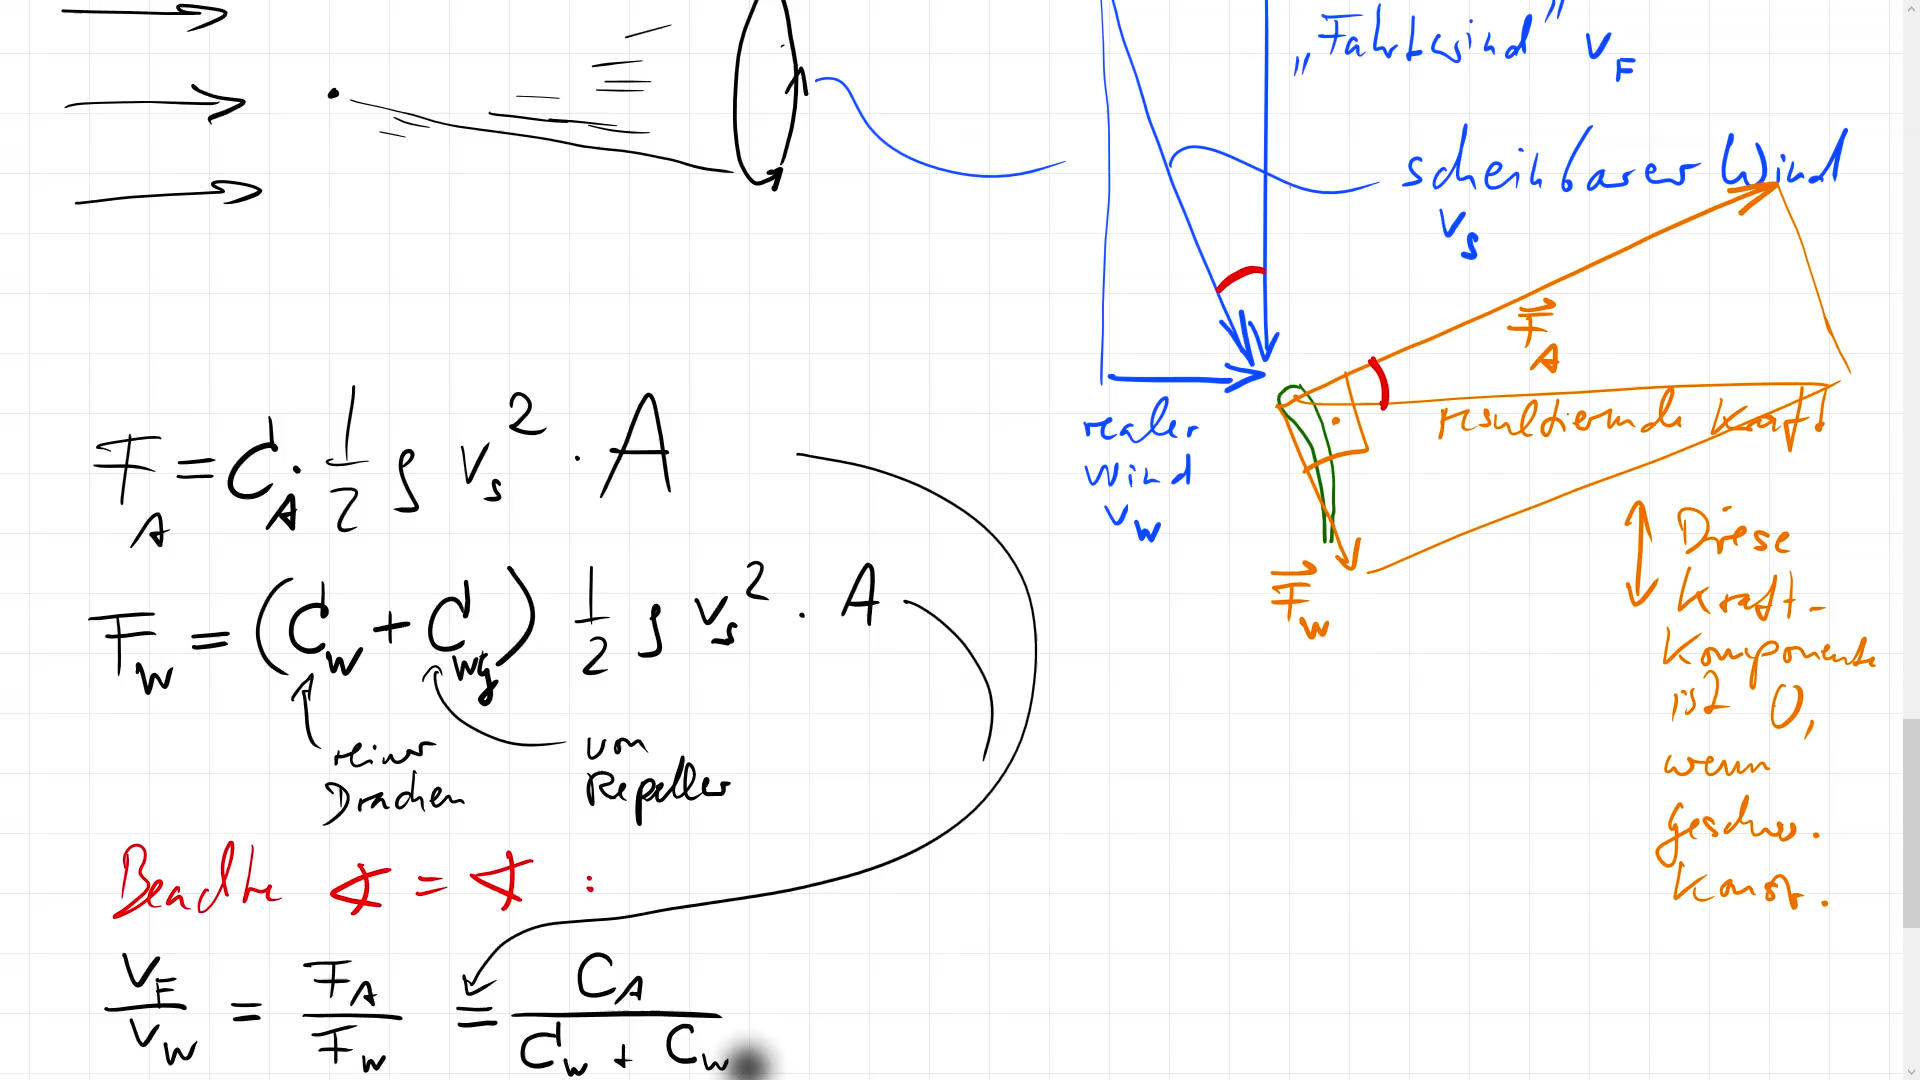 „Fahrtwind” v_F
scheinbarer Wind
v_s
F_A
resultierende Kraft
realer
Wind
v_W
F_W
Diese
Kraft-
komponente
ist 0,
wenn
geschw.
konst.
F_A = C_A · 1/2 ρ v_s² · A
F_W = (C_W + C_Wg) 1/2 ρ v_s² · A
reiner
Drachen
vom
Repeller
Beachte ∢ = ∢ :
v_F / v_W = F_A / F_W = C_A / (C_W + C_W